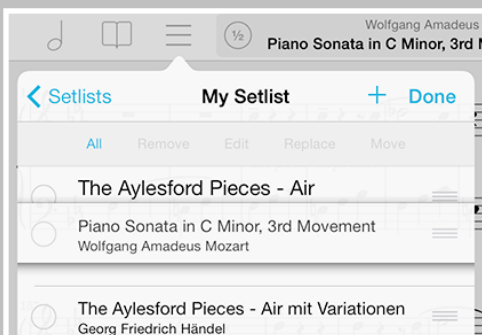 Wolfgang Amadeus
½ Piano Sonata in C Minor, 3rd
Setlists My Setlist + Done
All Remove Edit Replace Move
The Aylesford Pieces - Air
Piano Sonata in C Minor, 3rd Movement
Wolfgang Amadeus Mozart
The Aylesford Pieces - Air mit Variationen
Georg Friedrich Händel